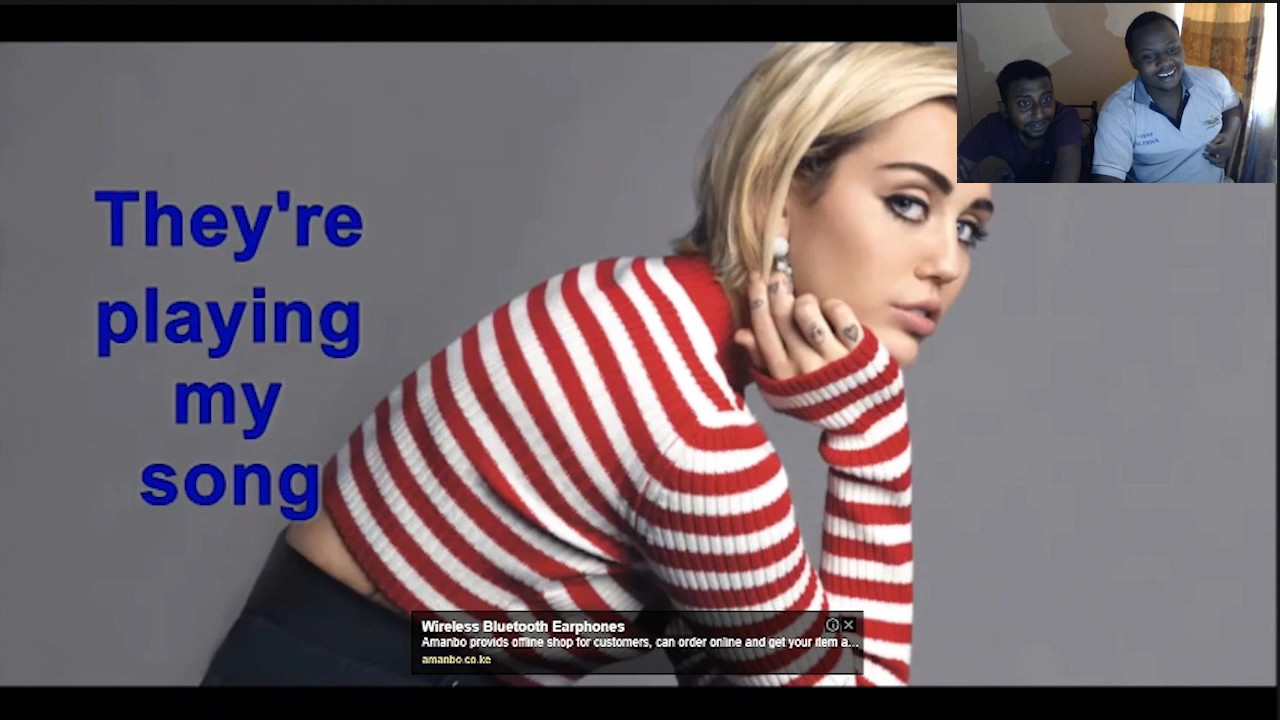 They're
playing
my
song
Wireless Bluetooth Earphones
Amanbo provids offline shop for customers, can order online and get your item a...
amanbo.co.ke